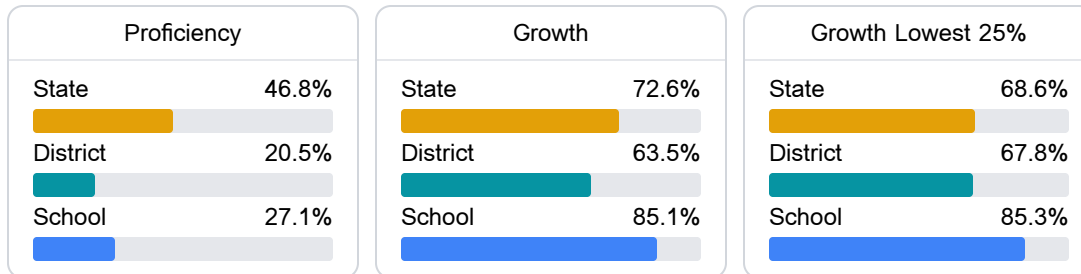 Proficiency
State 46.8%
District 20.5%
School 27.1%
Growth
State 72.6%
District 63.5%
School 85.1%
Growth Lowest 25%
State 68.6%
District 67.8%
School 85.3%